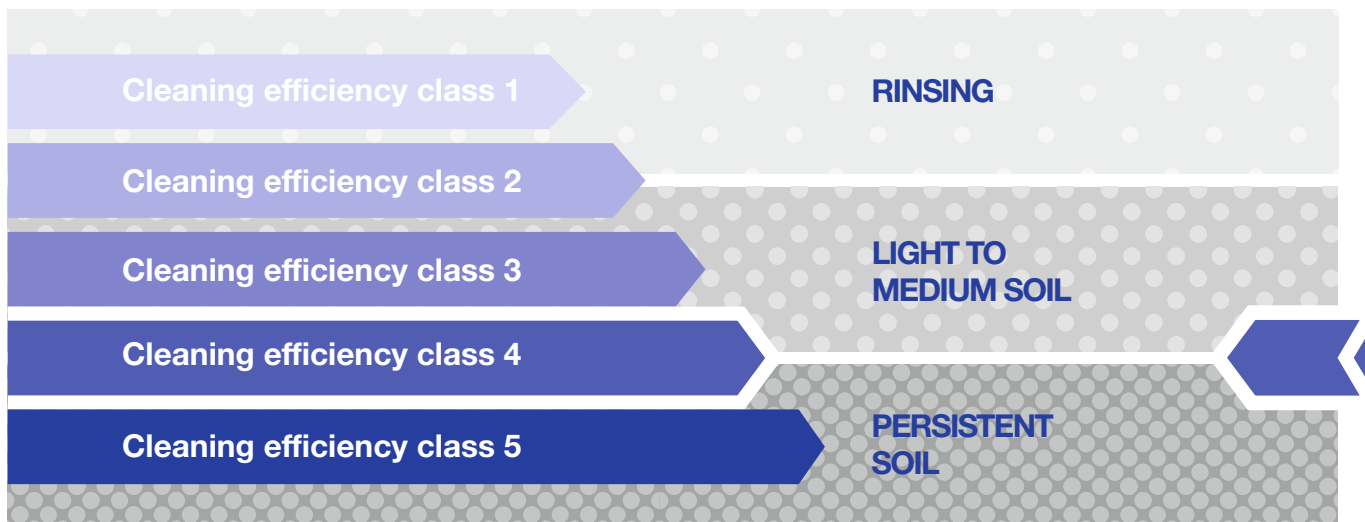 Cleaning efficiency class 1
RINSING
Cleaning efficiency class 2
Cleaning efficiency class 3
LIGHT TO
MEDIUM SOIL
Cleaning efficiency class 4
Cleaning efficiency class 5
PERSISTENT
SOIL